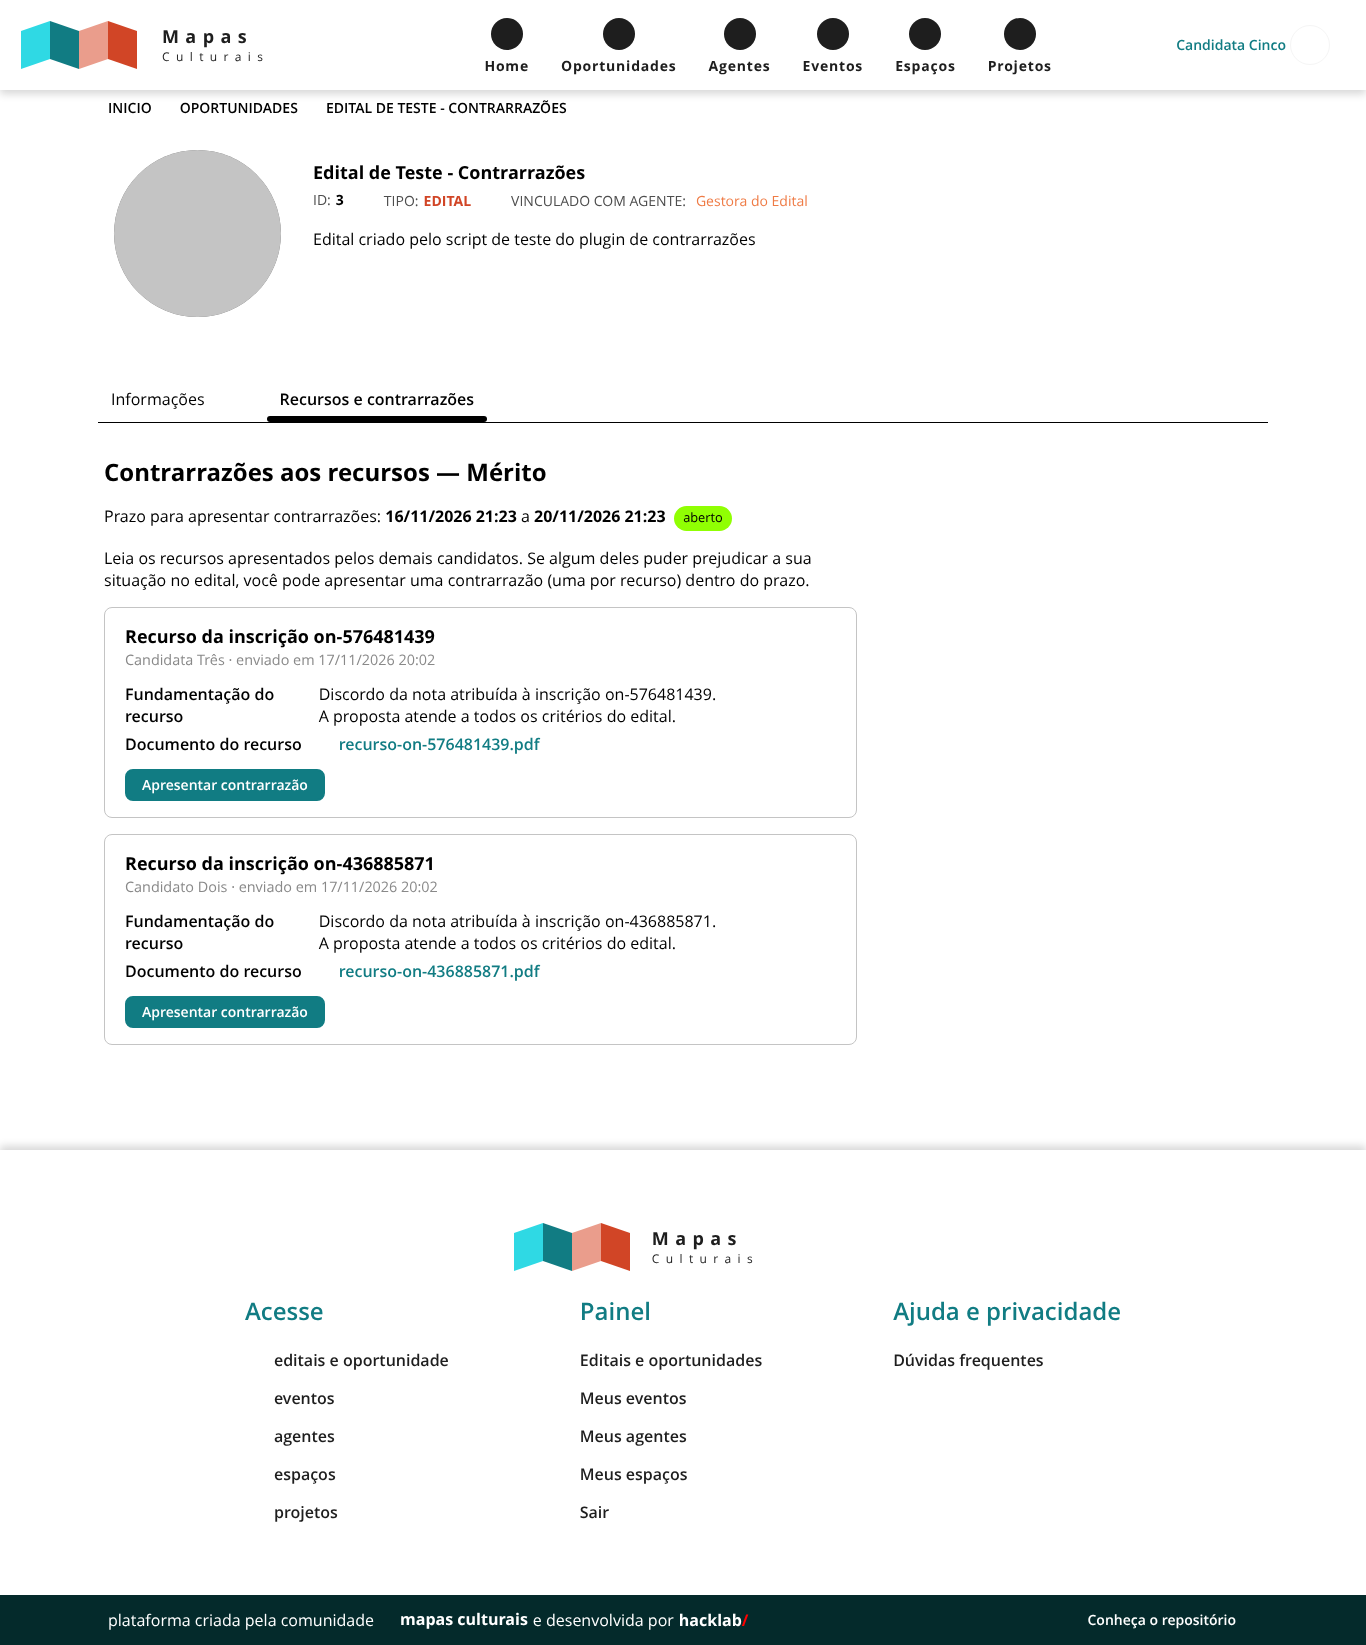 Mapas
Culturais
Home
Oportunidades
Agentes
Eventos
Espaços
Projetos
Candidata Cinco
INICIO OPORTUNIDADES EDITAL DE TESTE - CONTRARRAZÕES
Edital de Teste - Contrarrazões
ID: 3 TIPO: EDITAL VINCULADO COM AGENTE: Gestora do Edital
Edital criado pelo script de teste do plugin de contrarrazões
Informações Recursos e contrarrazões
Contrarrazões aos recursos — Mérito
Prazo para apresentar contrarrazões: 16/11/2026 21:23 a 20/11/2026 21:23 aberto
Leia os recursos apresentados pelos demais candidatos. Se algum deles puder prejudicar a sua
situação no edital, você pode apresentar uma contrarrazão (uma por recurso) dentro do prazo.
Recurso da inscrição on-576481439
Candidata Três · enviado em 17/11/2026 20:02
Fundamentação do recurso
Discordo da nota atribuída à inscrição on-576481439.
A proposta atende a todos os critérios do edital.
Documento do recurso recurso-on-576481439.pdf
Apresentar contrarrazão
Recurso da inscrição on-436885871
Candidato Dois · enviado em 17/11/2026 20:02
Fundamentação do recurso
Discordo da nota atribuída à inscrição on-436885871.
A proposta atende a todos os critérios do edital.
Documento do recurso recurso-on-436885871.pdf
Apresentar contrarrazão
Mapas
Culturais
Acesse
editais e oportunidade
eventos
agentes
espaços
projetos
Painel
Editais e oportunidades
Meus eventos
Meus agentes
Meus espaços
Sair
Ajuda e privacidade
Dúvidas frequentes
plataforma criada pela comunidade mapas culturais e desenvolvida por hacklab/
Conheça o repositório